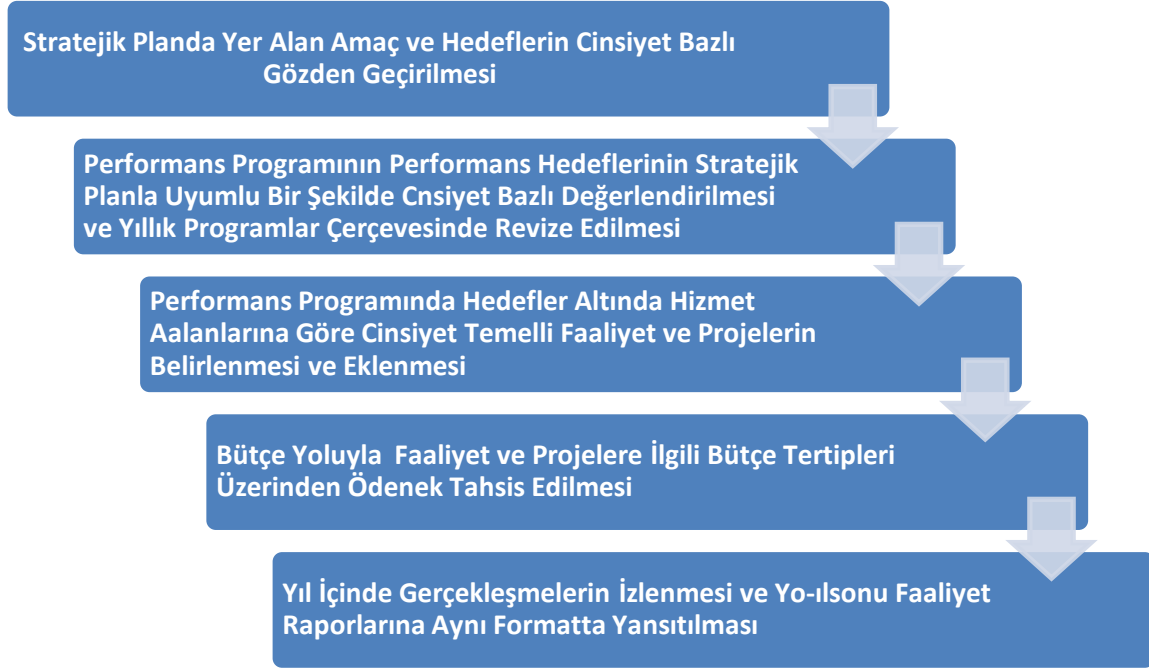 Stratejik Planda Yer Alan Amaç ve Hedeflerin Cinsiyet Bazlı
Gözden Geçirilmesi
Performans Programının Performans Hedeflerinin Stratejik
Planla Uyumlu Bir Şekilde Cnsiyet Bazlı Değerlendirilmesi
ve Yıllık Programlar Çerçevesinde Revize Edilmesi
Performans Programında Hedefler Altında Hizmet
Aalanlarına Göre Cinsiyet Temelli Faaliyet ve Projelerin
Belirlenmesi ve Eklenmesi
Bütçe Yoluyla Faaliyet ve Projelere İlgili Bütçe Tertipleri
Üzerinden Ödenek Tahsis Edilmesi
Yıl İçinde Gerçekleşmelerin İzlenmesi ve Yo-ılsonu Faaliyet
Raporlarına Aynı Formatta Yansıtılması